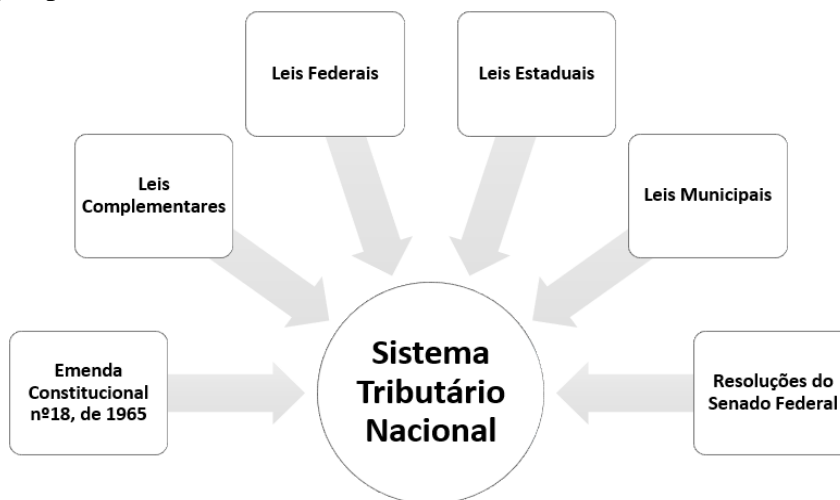 Leis Federais
Leis Estaduais
Leis
Complementares
Leis Municipais
Emenda
Constitucional
nº18, de 1965
Sistema
Tributário
Nacional
Resoluções do
Senado Federal